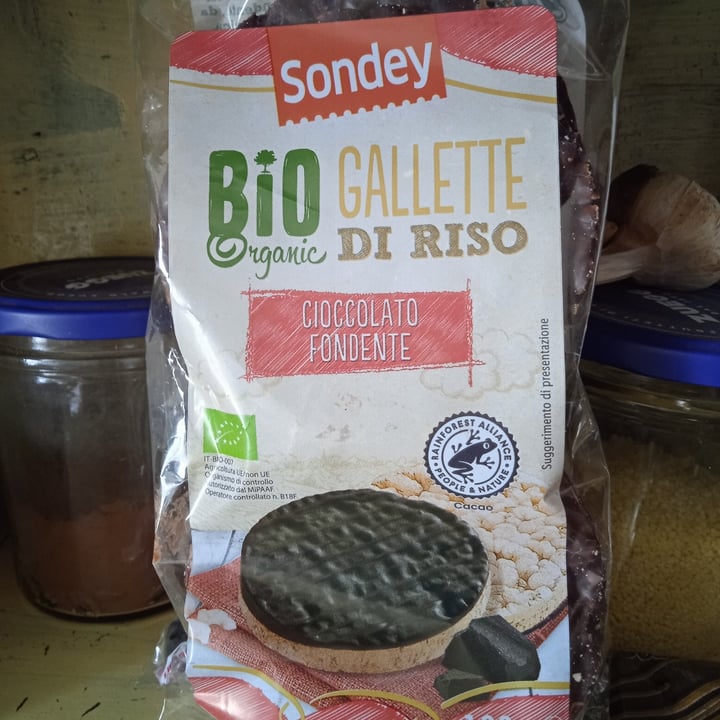 Sondey
BiO
Organic
GALLETTE
DI RISO
CIOCCOLATO
FONDENTE
Suggerimento di presentazione
IT-BIO-007
Agricoltura UE/non UE
Organismo di controllo
autorizzato dal MiPAAF
Operatore controllato n. B18F
RAINFOREST ALLIANCE
PEOPLE & NATURE
Cacao